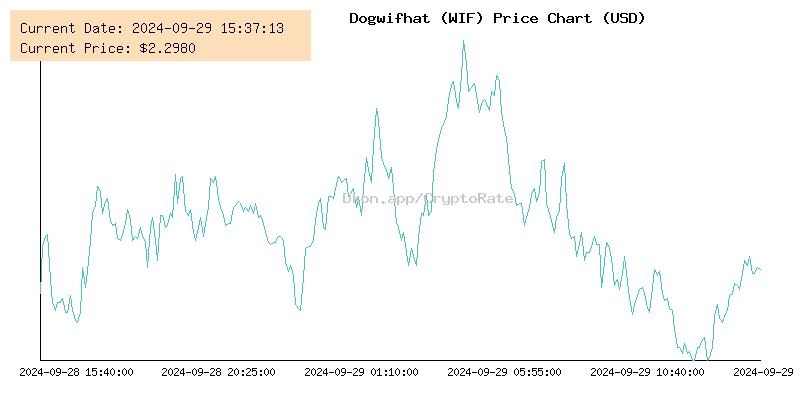 Dogwifhat (WIF) Price Chart (USD)
Current Date: 2024-09-29 15:37:13
Current Price: $2.2980
Dkon.app/CryptoRate
2024-09-28 15:40:00 2024-09-28 20:25:00 2024-09-29 01:10:00 2024-09-29 05:55:00 2024-09-29 10:40:00 2024-09-29